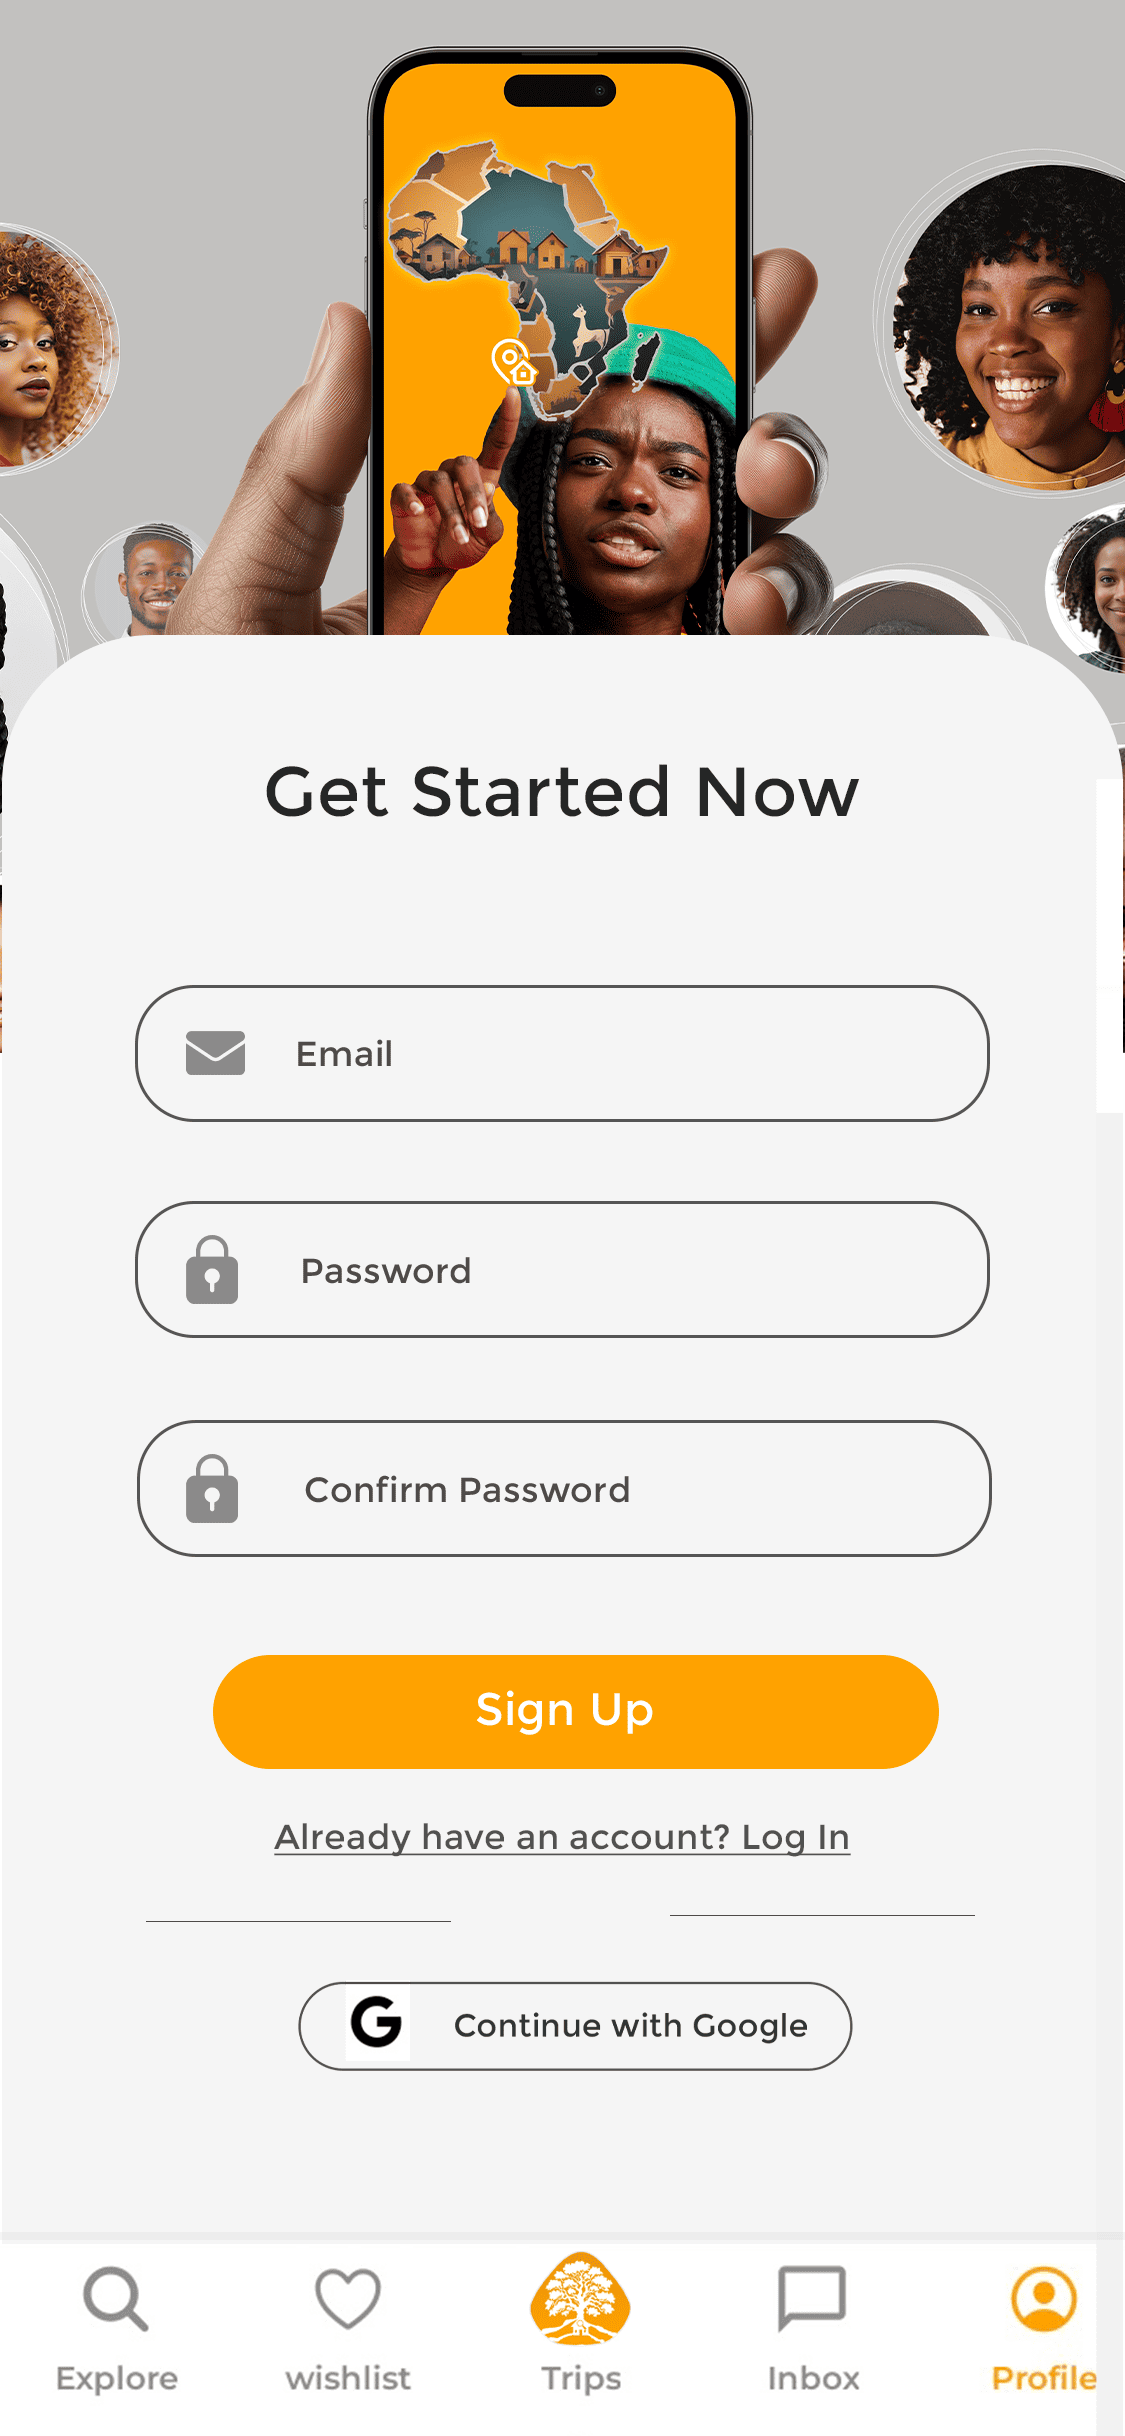 Get Started Now
Email
Password
Confirm Password
Sign Up
Already have an account? Log In
G Continue with Google
Explore
wishlist
Trips
Inbox
Profile